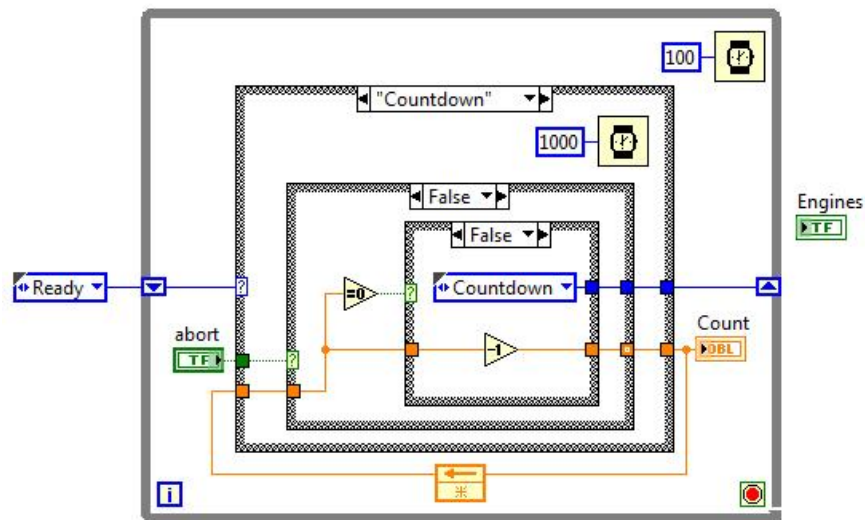 100
"Countdown"
1000
False
False
Engines
TF
Ready
?
=0
?
Countdown
abort
TF
?
Count
DBL
-1
i